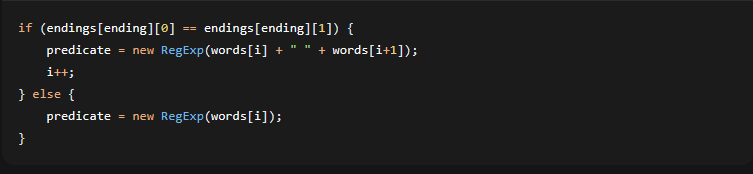 if (endings[ending][0] == endings[ending][1]) {
    predicate = new RegExp(words[i] + " " + words[i+1]);
    i++;
} else {
    predicate = new RegExp(words[i]);
}